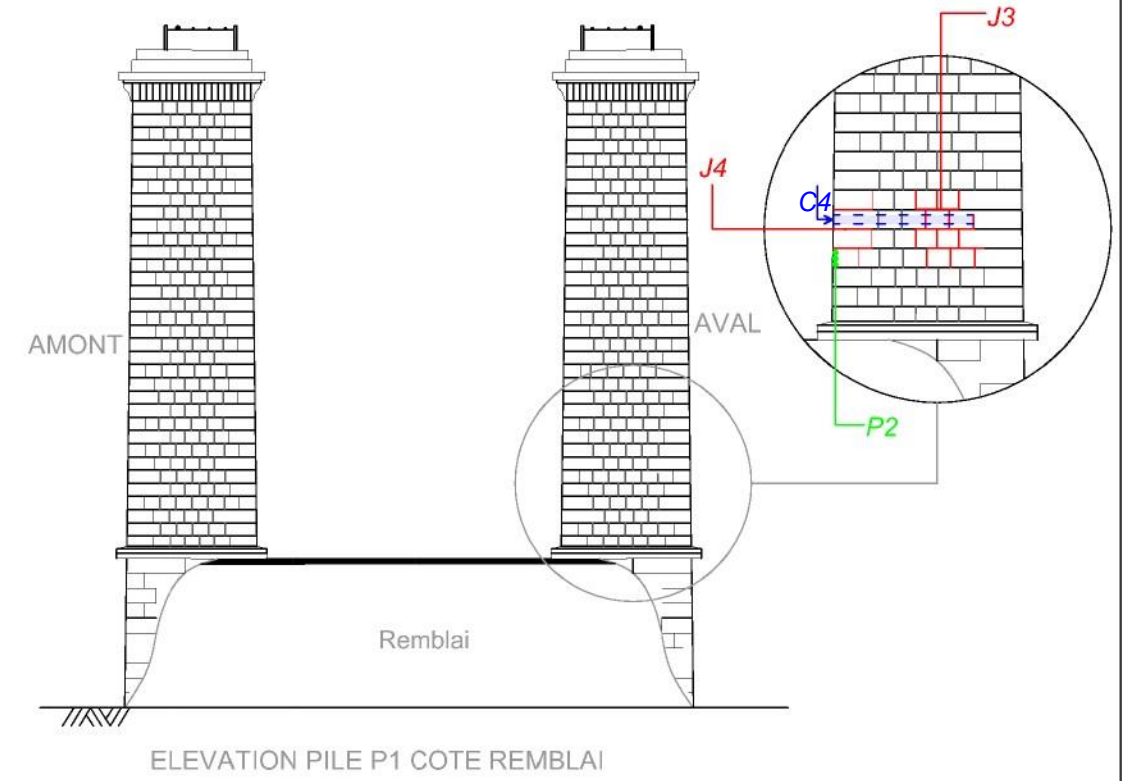 J3
J4
C4
AMONT
AVAL
P2
Remblai
ELEVATION PILE P1 COTE REMBLAI